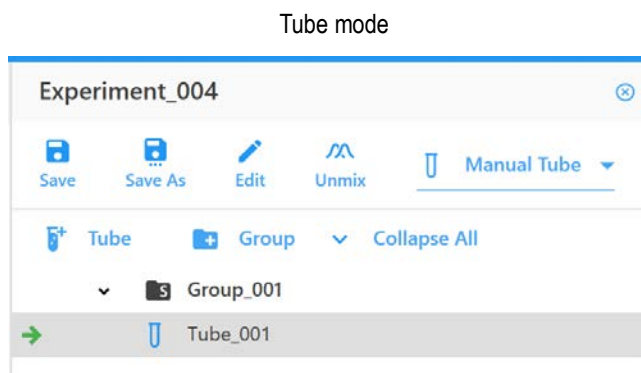 Tube mode
Experiment_004
Save Save As Edit Unmix Manual Tube
Tube Group Collapse All
S Group_001
Tube_001